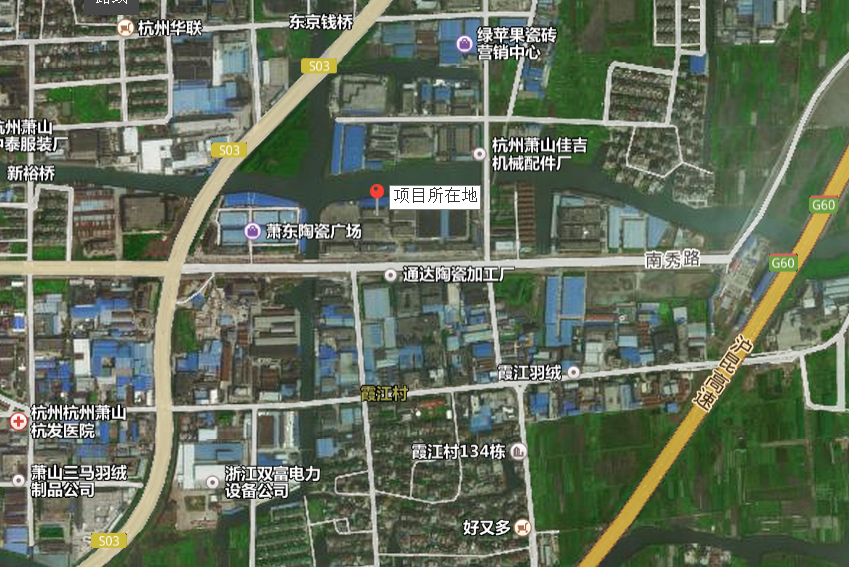 路线
杭州华联
东京钱桥
绿苹果瓷砖
营销中心
S03
杭州萧山
中泰服装厂
S03
杭州萧山佳吉
机械配件厂
新裕桥
项目所在地
G60
萧东陶瓷广场
南秀路
G60
通达陶瓷加工厂
沪昆高速
霞江羽绒
霞江村
杭州杭州萧山
杭发医院
霞江村134栋
萧山三马羽绒
制品公司
浙江双富电力
设备公司
好又多
S03